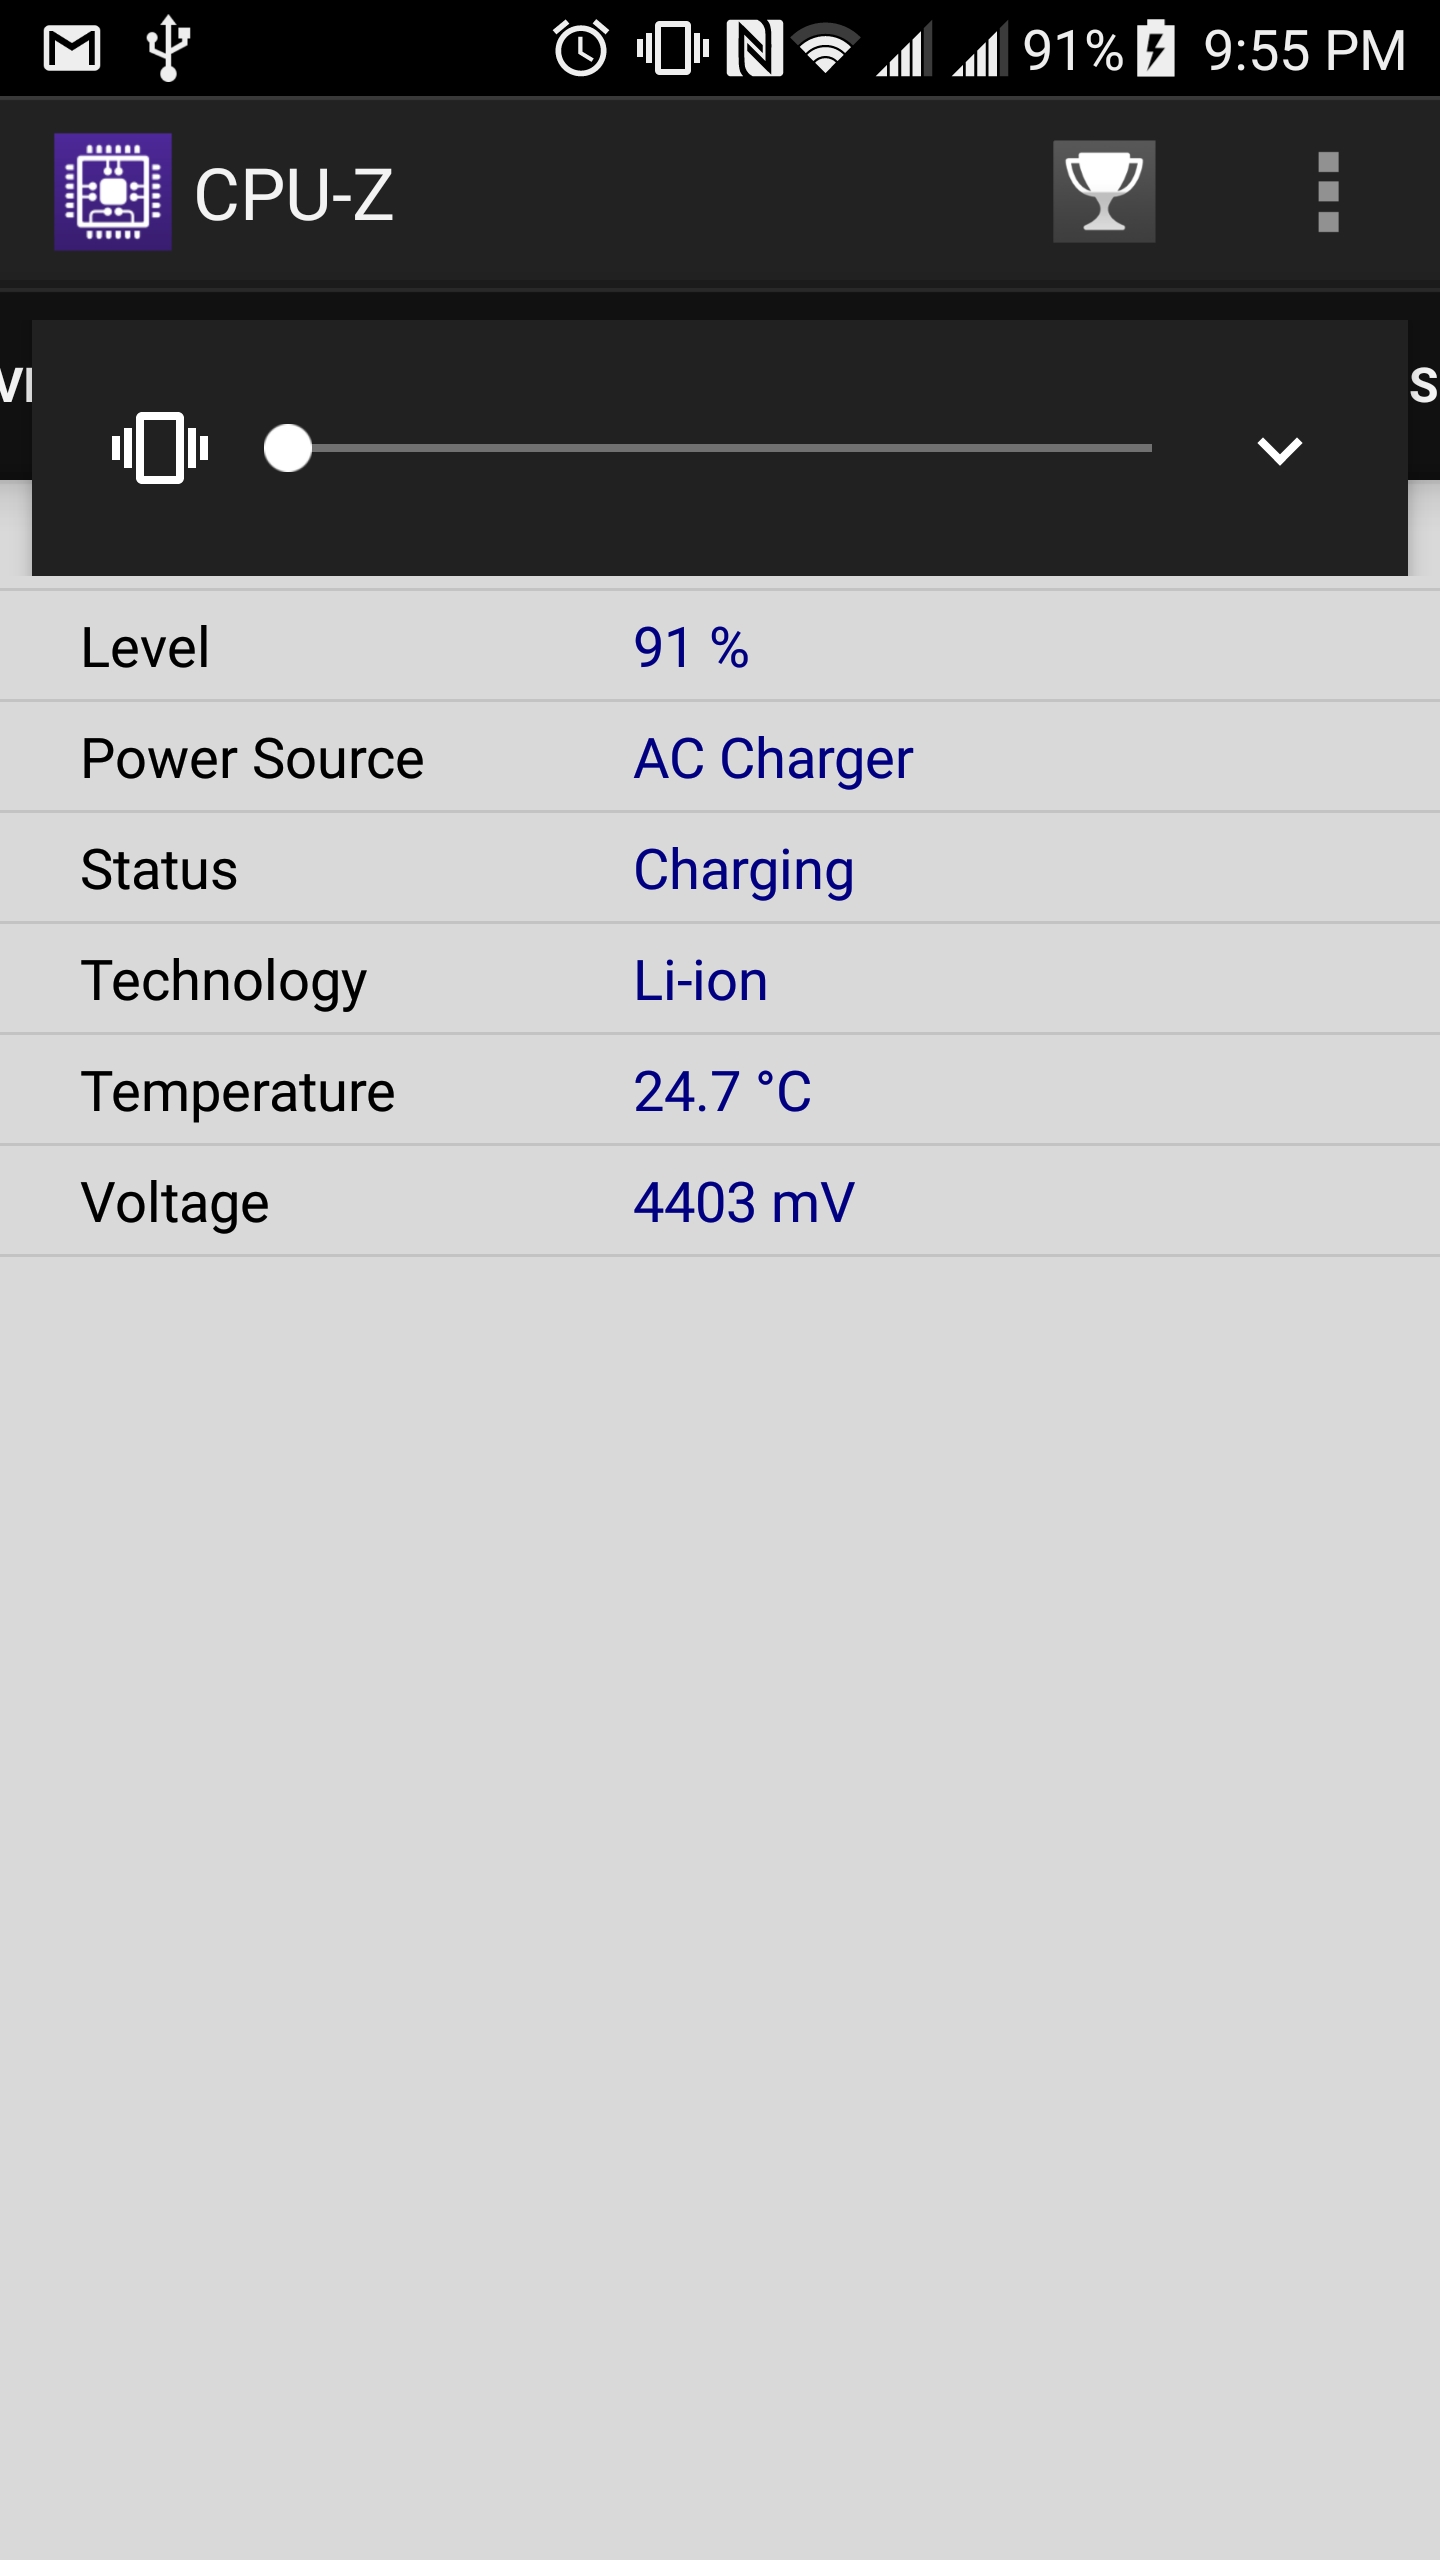 91% 9:55 PM
CPU-Z
Level 91 %
Power Source AC Charger
Status Charging
Technology Li-ion
Temperature 24.7 °C
Voltage 4403 mV